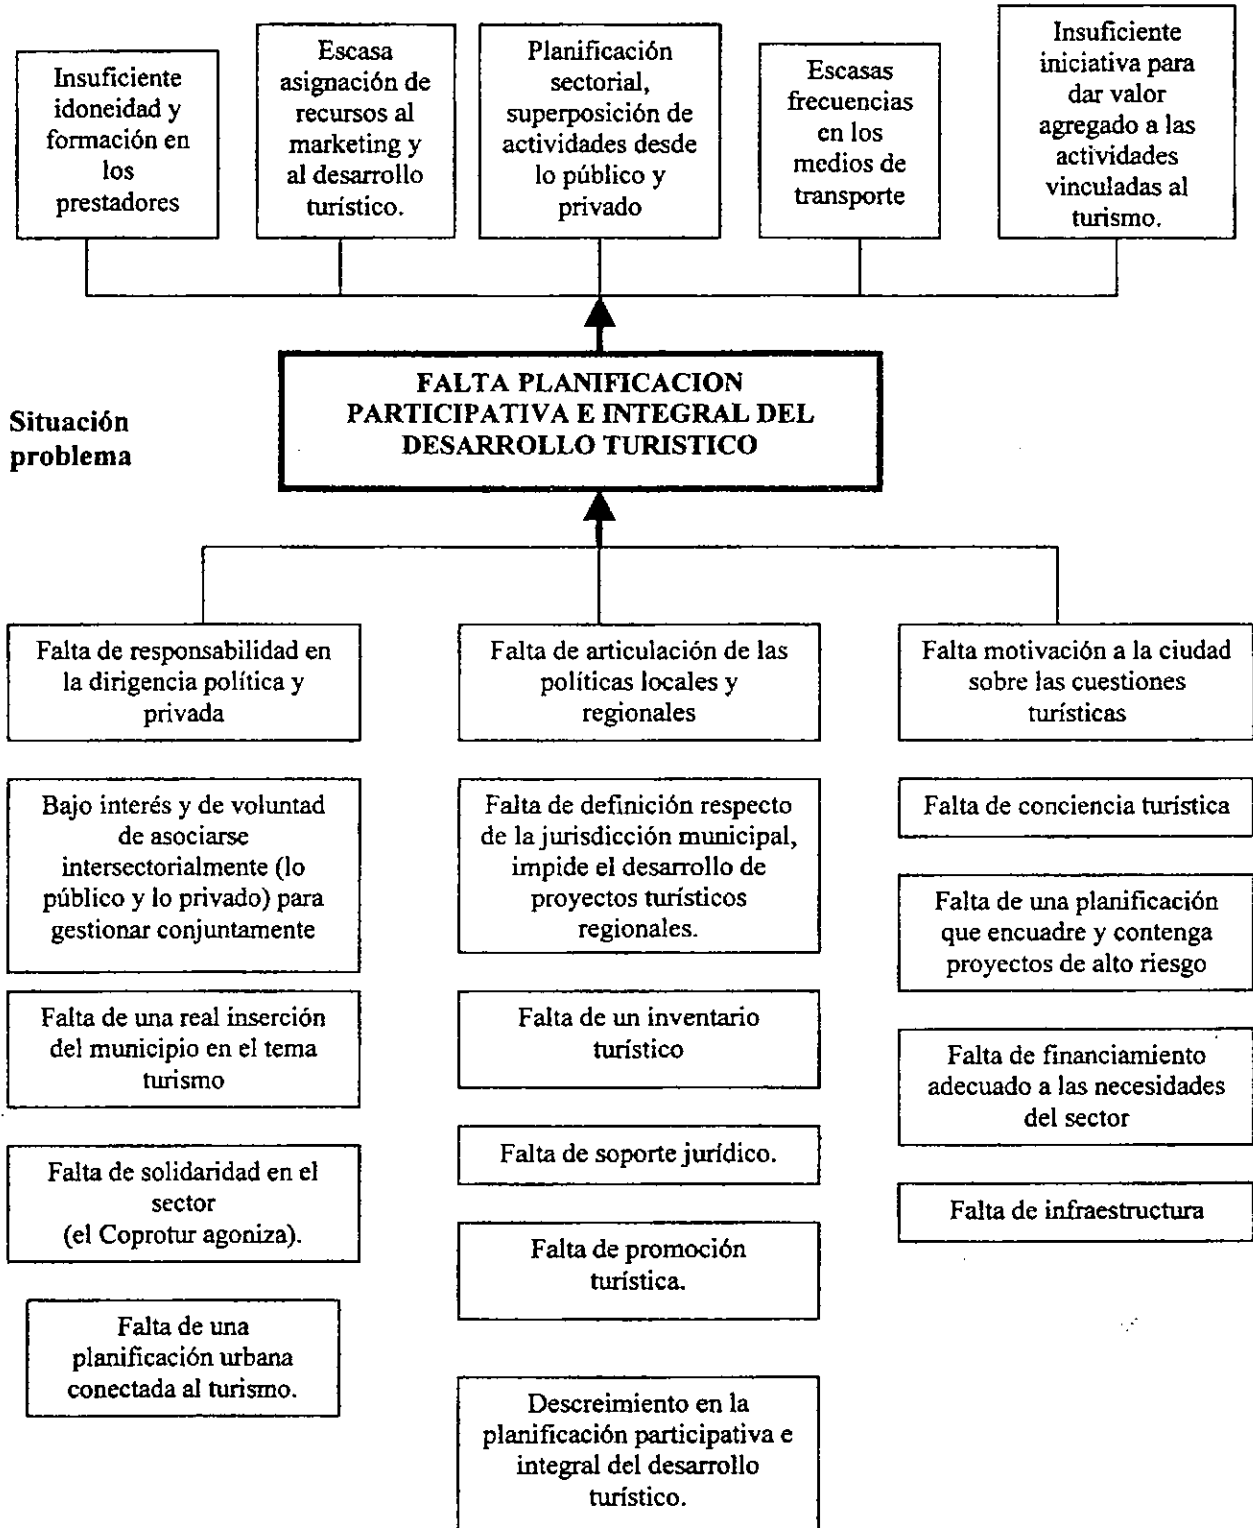 Insuficiente
idoneidad y
formación en
los
prestadores
Escasa
asignación de
recursos al
marketing y
al desarrollo
turístico.
Planificación
sectorial,
superposición de
actividades desde
lo público y
privado
Escasas
frecuencias
en los
medios de
transporte
Insuficiente
iniciativa para
dar valor
agregado a las
actividades
vinculadas al
turismo.
Situación
problema
FALTA PLANIFICACION
PARTICIPATIVA E INTEGRAL DEL
DESARROLLO TURISTICO
Falta de responsabilidad en
la dirigencia política y
privada
Bajo interés y de voluntad
de asociarse
intersectorialmente (lo
público y lo privado) para
gestionar conjuntamente
Falta de una real inserción
del municipio en el tema
turismo
Falta de solidaridad en el
sector
(el Coprotur agoniza).
Falta de una
planificación urbana
conectada al turismo.
Falta de articulación de las
políticas locales y
regionales
Falta de definición respecto
de la jurisdicción municipal,
impide el desarrollo de
proyectos turísticos
regionales.
Falta de un inventario
turístico
Falta de soporte jurídico.
Falta de promoción
turística.
Descreimiento en la
planificación participativa e
integral del desarrollo
turístico.
Falta motivación a la ciudad
sobre las cuestiones
turísticas
Falta de conciencia turística
Falta de una planificación
que encuadre y contenga
proyectos de alto riesgo
Falta de financiamiento
adecuado a las necesidades
del sector
Falta de infraestructura